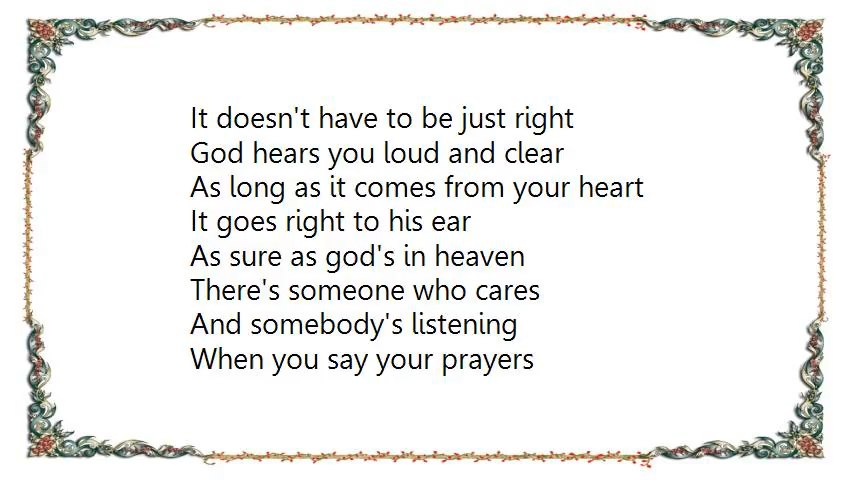 It doesn't have to be just right
God hears you loud and clear
As long as it comes from your heart
It goes right to his ear
As sure as god's in heaven
There's someone who cares
And somebody's listening
When you say your prayers